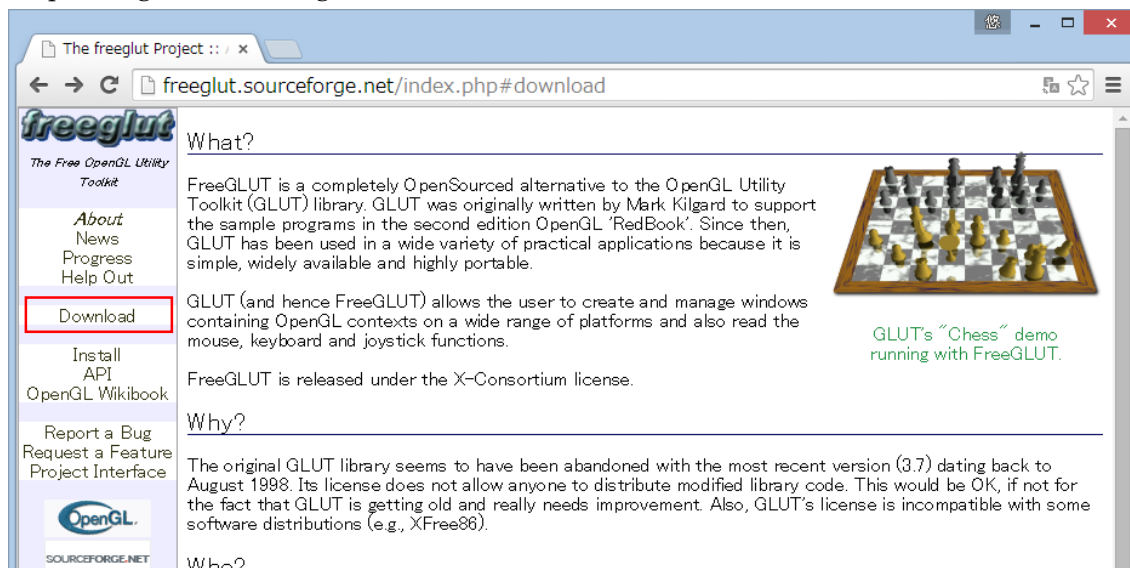 悠
The freeglut Proj
freeglut.sourceforge.net/index.php#download
freeglut
The Free OpenGL Utility
Toolkit
About
News
Progress
Help Out
Download
Install
API
OpenGL Wikibook
Report a Bug
Request a Feature
Project Interface
OpenGL.
SOURCEFORGE.NET
What?
FreeGLUT is a completely OpenSourced alternative to the OpenGL Utility
Toolkit (GLUT) library. GLUT was originally written by Mark Kilgard to support
the sample programs in the second edition OpenGL 'RedBook'. Since then,
GLUT has been used in a wide variety of practical applications because it is
simple, widely available and highly portable.
GLUT (and hence FreeGLUT) allows the user to create and manage windows
containing OpenGL contexts on a wide range of platforms and also read the
mouse, keyboard and joystick functions.
FreeGLUT is released under the X-Consortium license.
GLUT's "Chess" demo
running with FreeGLUT.
Why?
The original GLUT library seems to have been abandoned with the most recent version (3.7) dating back to
August 1998. Its license does not allow anyone to distribute modified library code. This would be OK, if not for
the fact that GLUT is getting old and really needs improvement. Also, GLUT's license is incompatible with some
software distributions (e.g., XFree86).